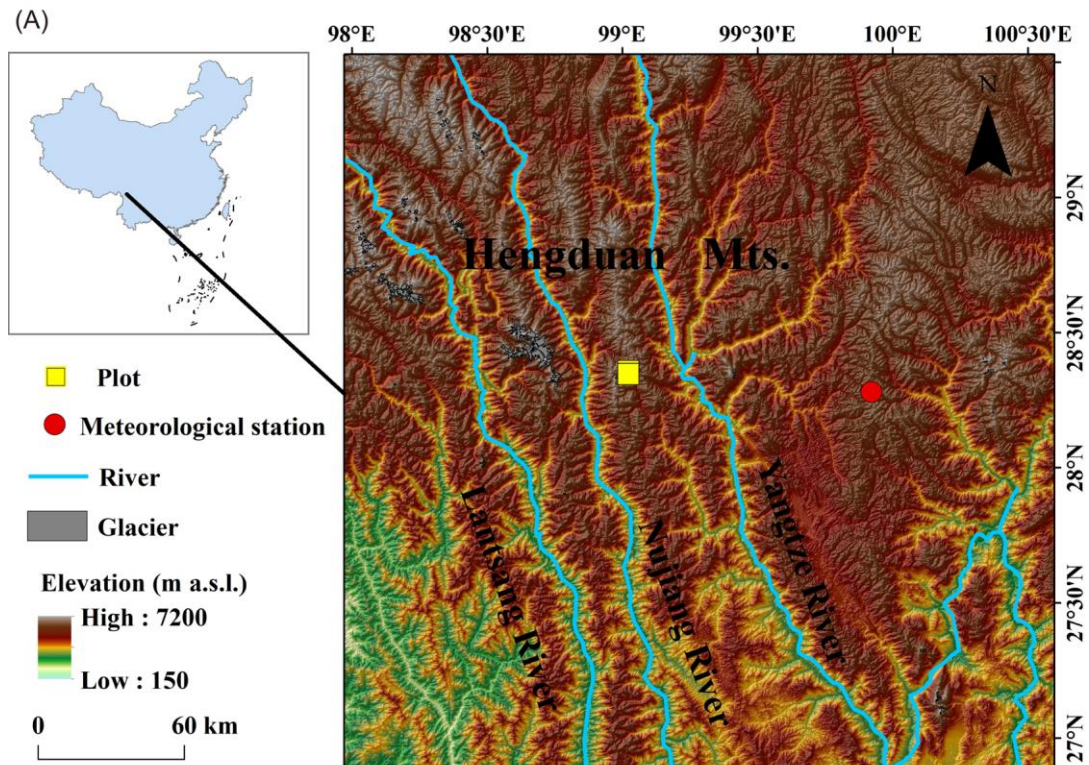 (A)
98°E 98°30'E 99°E 99°30'E 100°E 100°30'E
N
29°N
Hengduan Mts.
28°30'N
Plot
Meteorological station
River
28°N
Glacier
Lantsang River
Nujiang River
Yangtze River
Elevation (m a.s.l.)
High : 7200
27°30'N
Low : 150
0 60 km
27°N